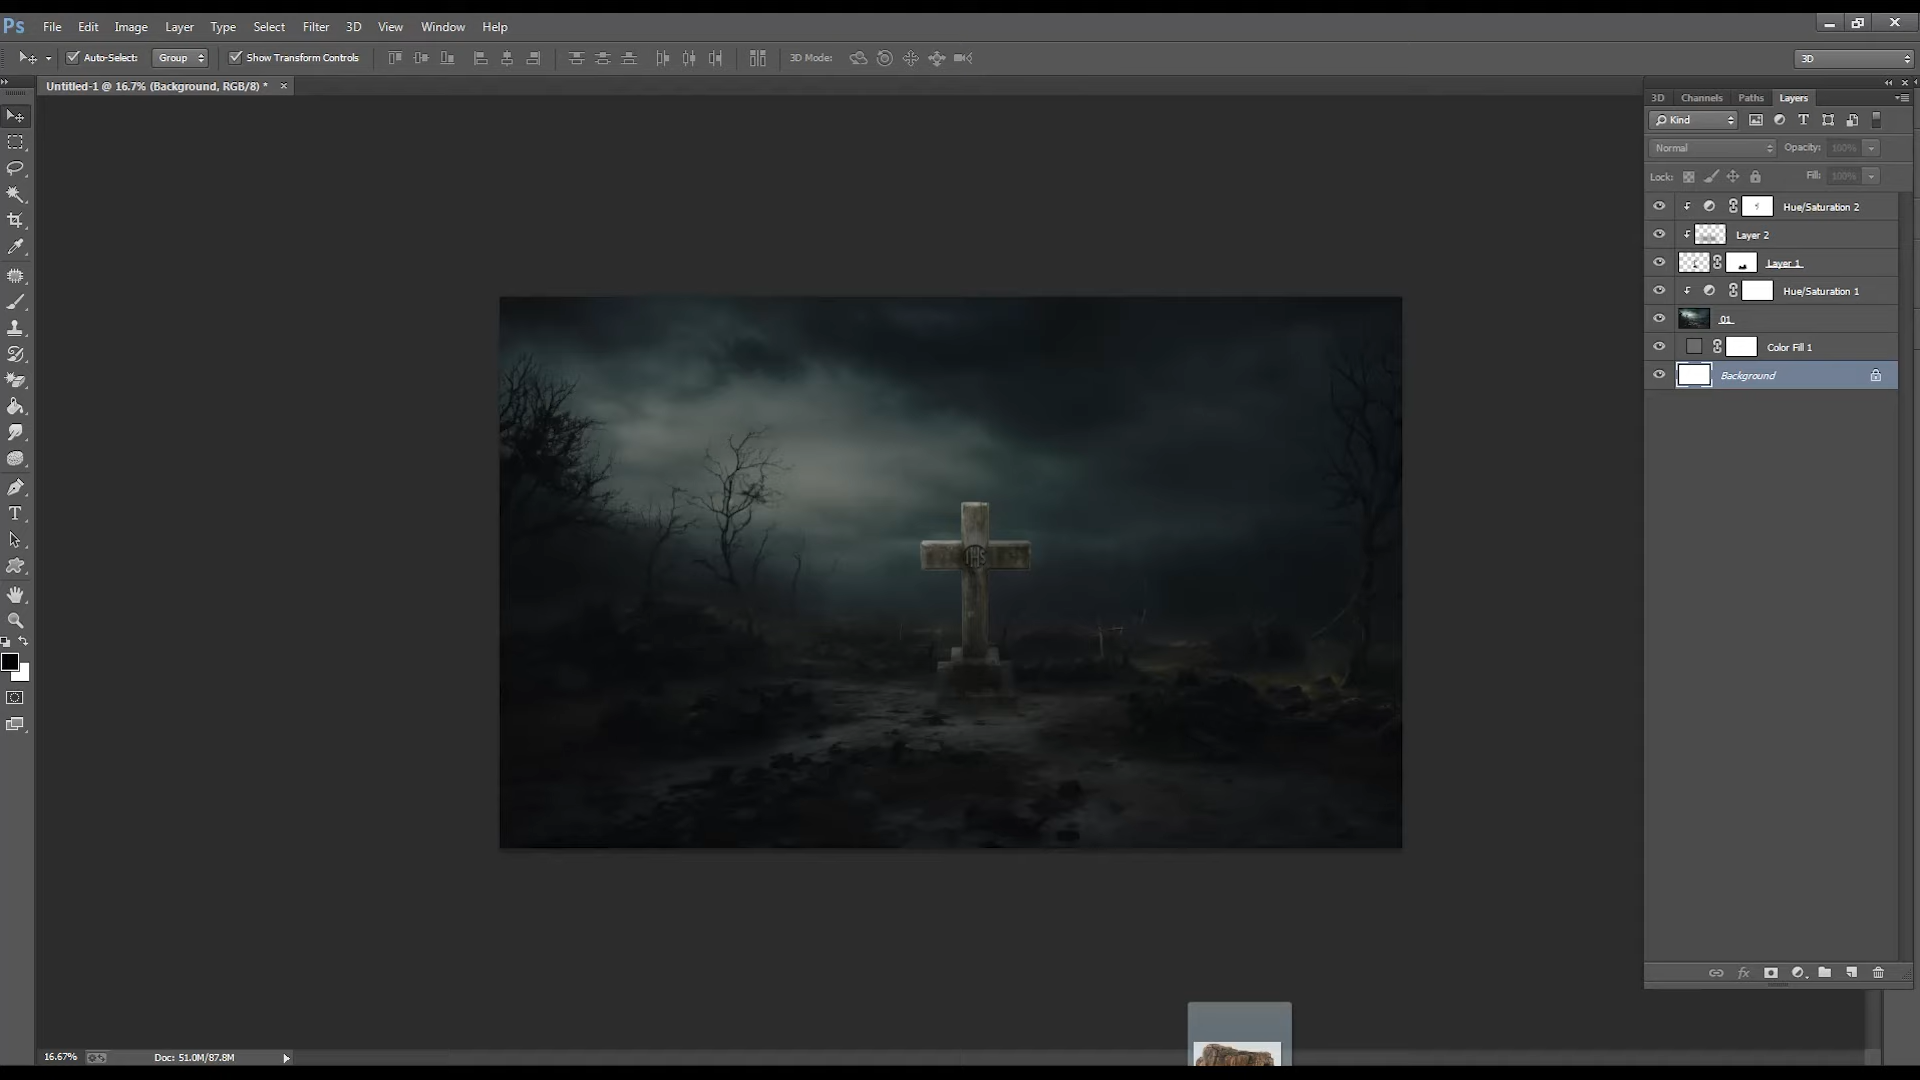 Ps File Edit Image Layer Type Select Filter 3D View Window Help
Auto-Select: Group Show Transform Controls 3D Mode: 3D
Untitled-1 @ 16.7% (Background, RGB/8) *
3D Channels Paths Layers
Kind
Normal Opacity: 100%
Lock: Fill: 100%
Hue/Saturation 2
Layer 2
Layer 1
Hue/Saturation 1
01
Color Fill 1
Background
IHS
16.67% Doc: 51.0M/87.8M